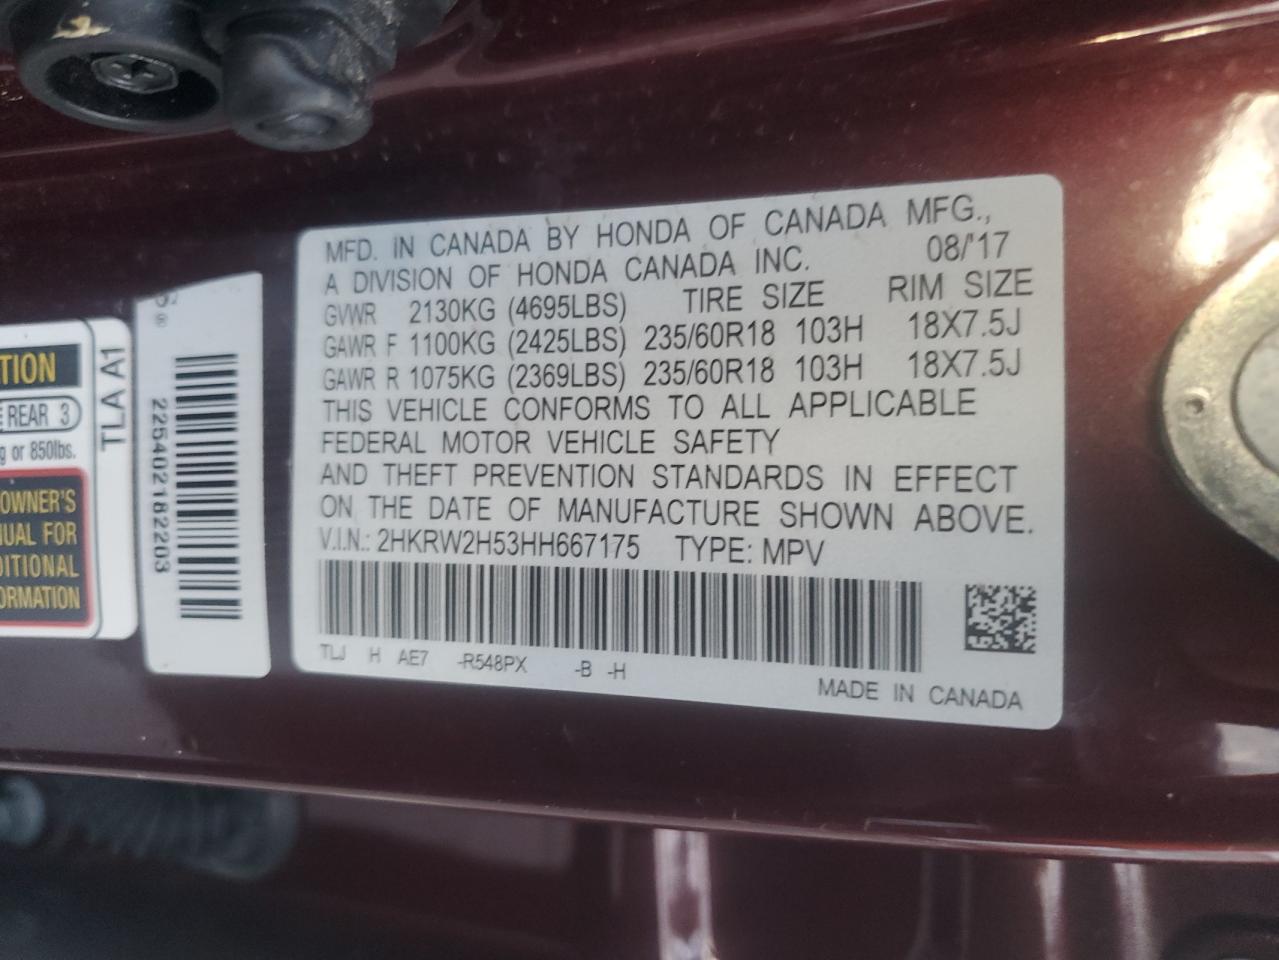 MFD. IN CANADA BY HONDA OF CANADA MFG.,
A DIVISION OF HONDA CANADA INC. 08/'17
GVWR 2130KG (4695LBS) TIRE SIZE RIM SIZE
GAWR F 1100KG (2425LBS) 235/60R18 103H 18X7.5J
GAWR R 1075KG (2369LBS) 235/60R18 103H 18X7.5J
THIS VEHICLE CONFORMS TO ALL APPLICABLE
FEDERAL MOTOR VEHICLE SAFETY
AND THEFT PREVENTION STANDARDS IN EFFECT
ON THE DATE OF MANUFACTURE SHOWN ABOVE.
V.I.N.: 2HKRW2H53HH667175 TYPE: MPV
TLJ H AE7 -R548PX -B -H
MADE IN CANADA
225402182203
TLA A1
TION
REAR 3
or 850lbs.
OWNER'S
UAL FOR
DITIONAL
ORMATION